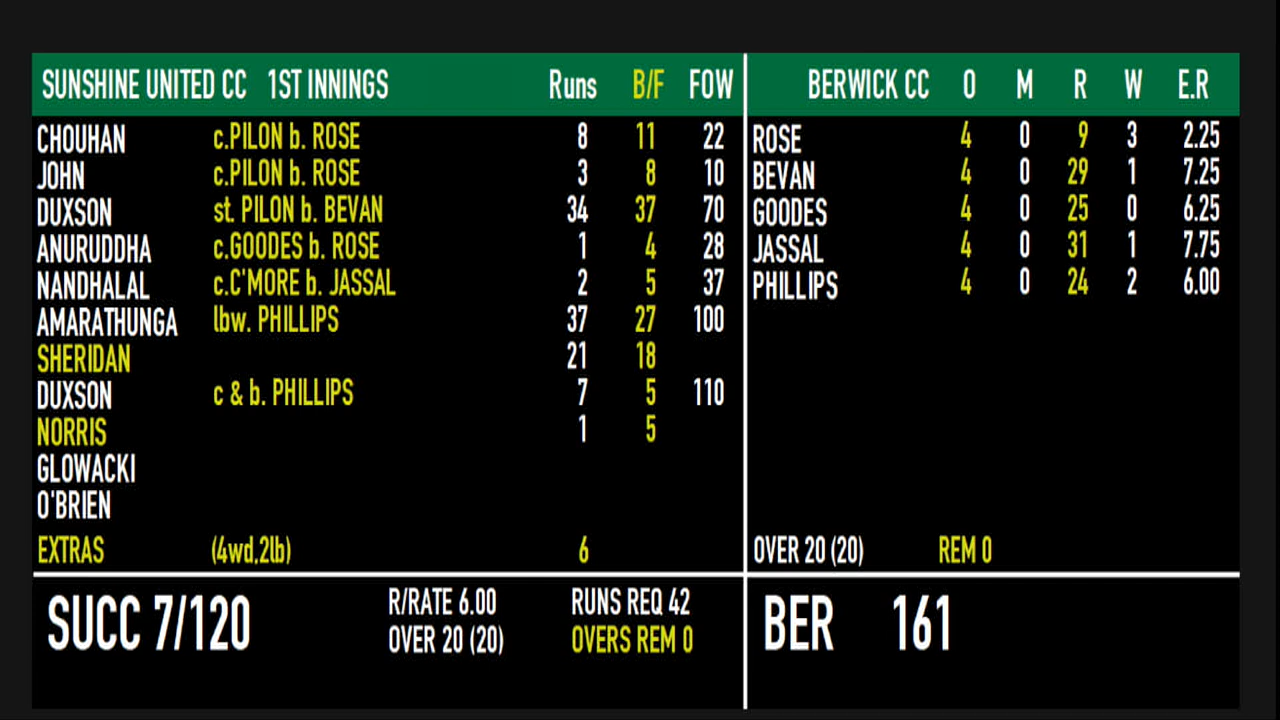 SUNSHINE UNITED CC 1ST INNINGS Runs B/F FOW
CHOUHAN c.PILON b. ROSE 8 11 22
JOHN c.PILON b. ROSE 3 8 10
DUXSON st. PILON b. BEVAN 34 37 70
ANURUDDHA c.GOODES b. ROSE 1 4 28
NANDHALAL c.C'MORE b. JASSAL 2 5 37
AMARATHUNGA lbw. PHILLIPS 37 27 100
SHERIDAN 21 18
DUXSON c & b. PHILLIPS 7 5 110
NORRIS 1 5
GLOWACKI
O'BRIEN
EXTRAS (4wd,2lb) 6
SUCC 7/120
R/RATE 6.00
OVER 20 (20)
RUNS REQ 42
OVERS REM 0
BERWICK CC O M R W E.R
ROSE 4 0 9 3 2.25
BEVAN 4 0 29 1 7.25
GOODES 4 0 25 0 6.25
JASSAL 4 0 31 1 7.75
PHILLIPS 4 0 24 2 6.00
OVER 20 (20) REM 0
BER 161